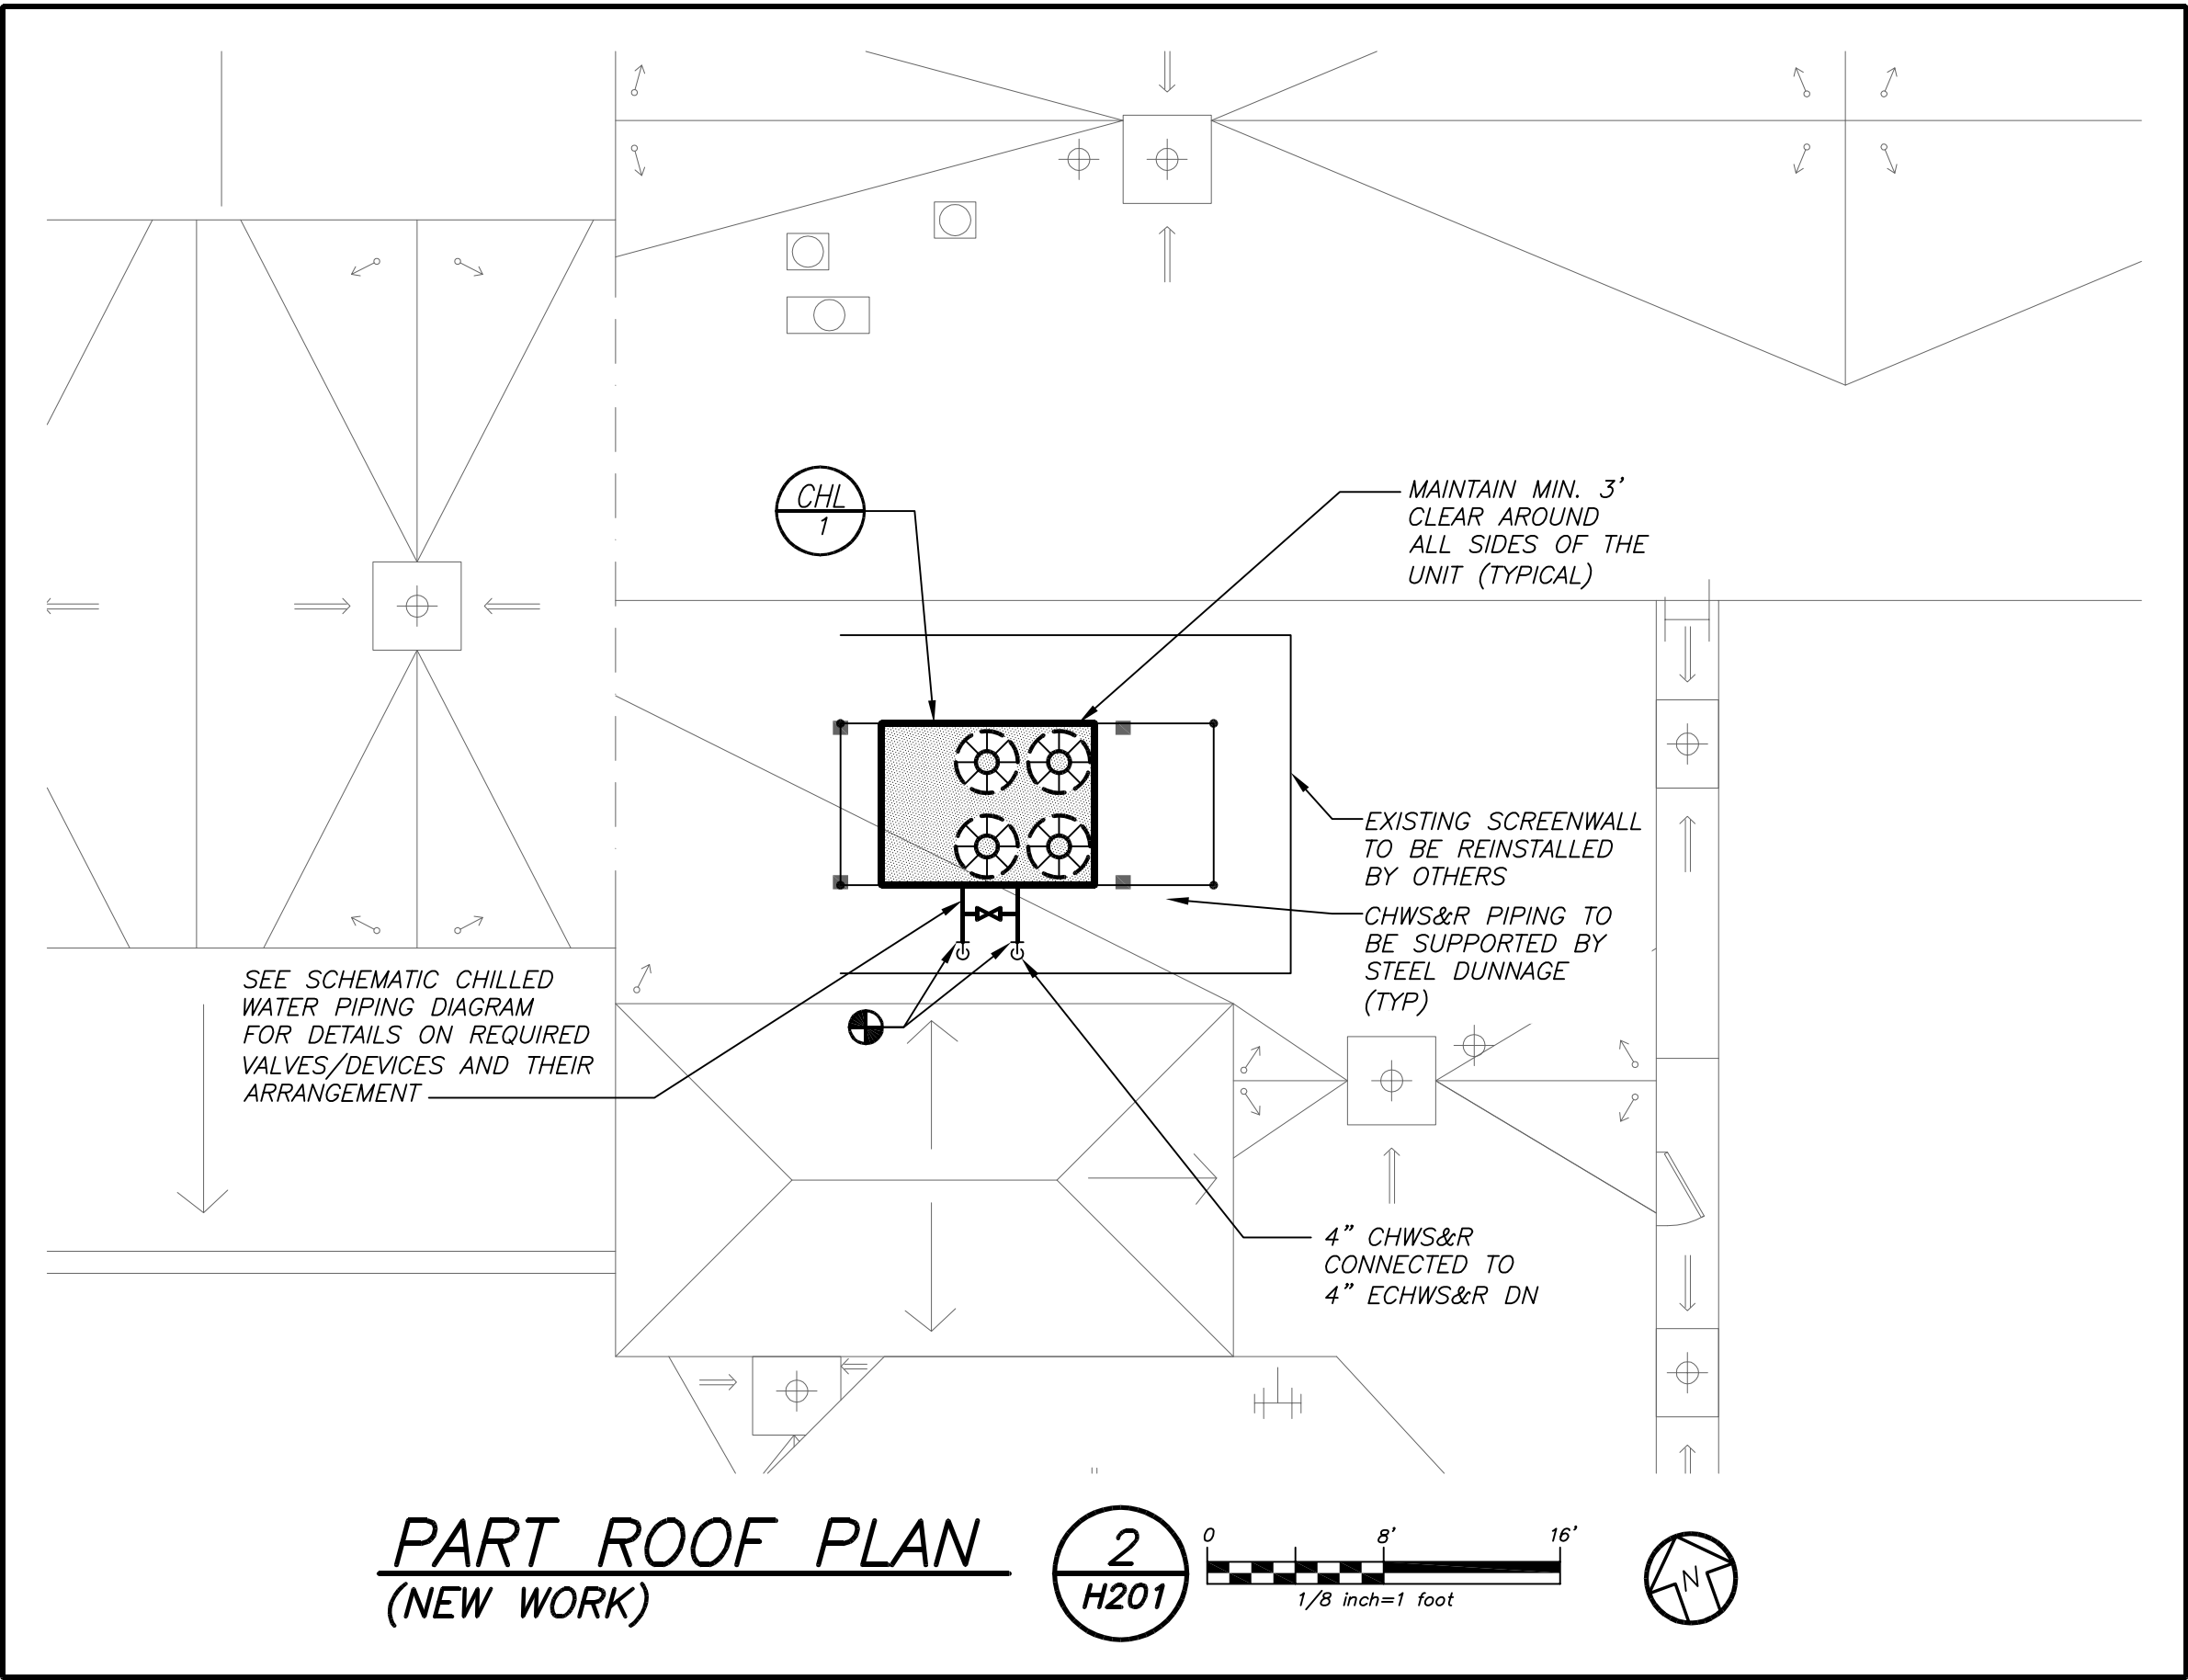 CHL
1
MAINTAIN MIN. 3'
CLEAR AROUND
ALL SIDES OF THE
UNIT (TYPICAL)
EXISTING SCREENWALL
TO BE REINSTALLED
BY OTHERS
CHWS&R PIPING TO
BE SUPPORTED BY
STEEL DUNNAGE
(TYP)
SEE SCHEMATIC CHILLED
WATER PIPING DIAGRAM
FOR DETAILS ON REQUIRED
VALVES/DEVICES AND THEIR
ARRANGEMENT
4" CHWS&R
CONNECTED TO
4" ECHWS&R DN
PART ROOF PLAN
(NEW WORK)
2
H201
0 8' 16'
1/8 inch=1 foot
N